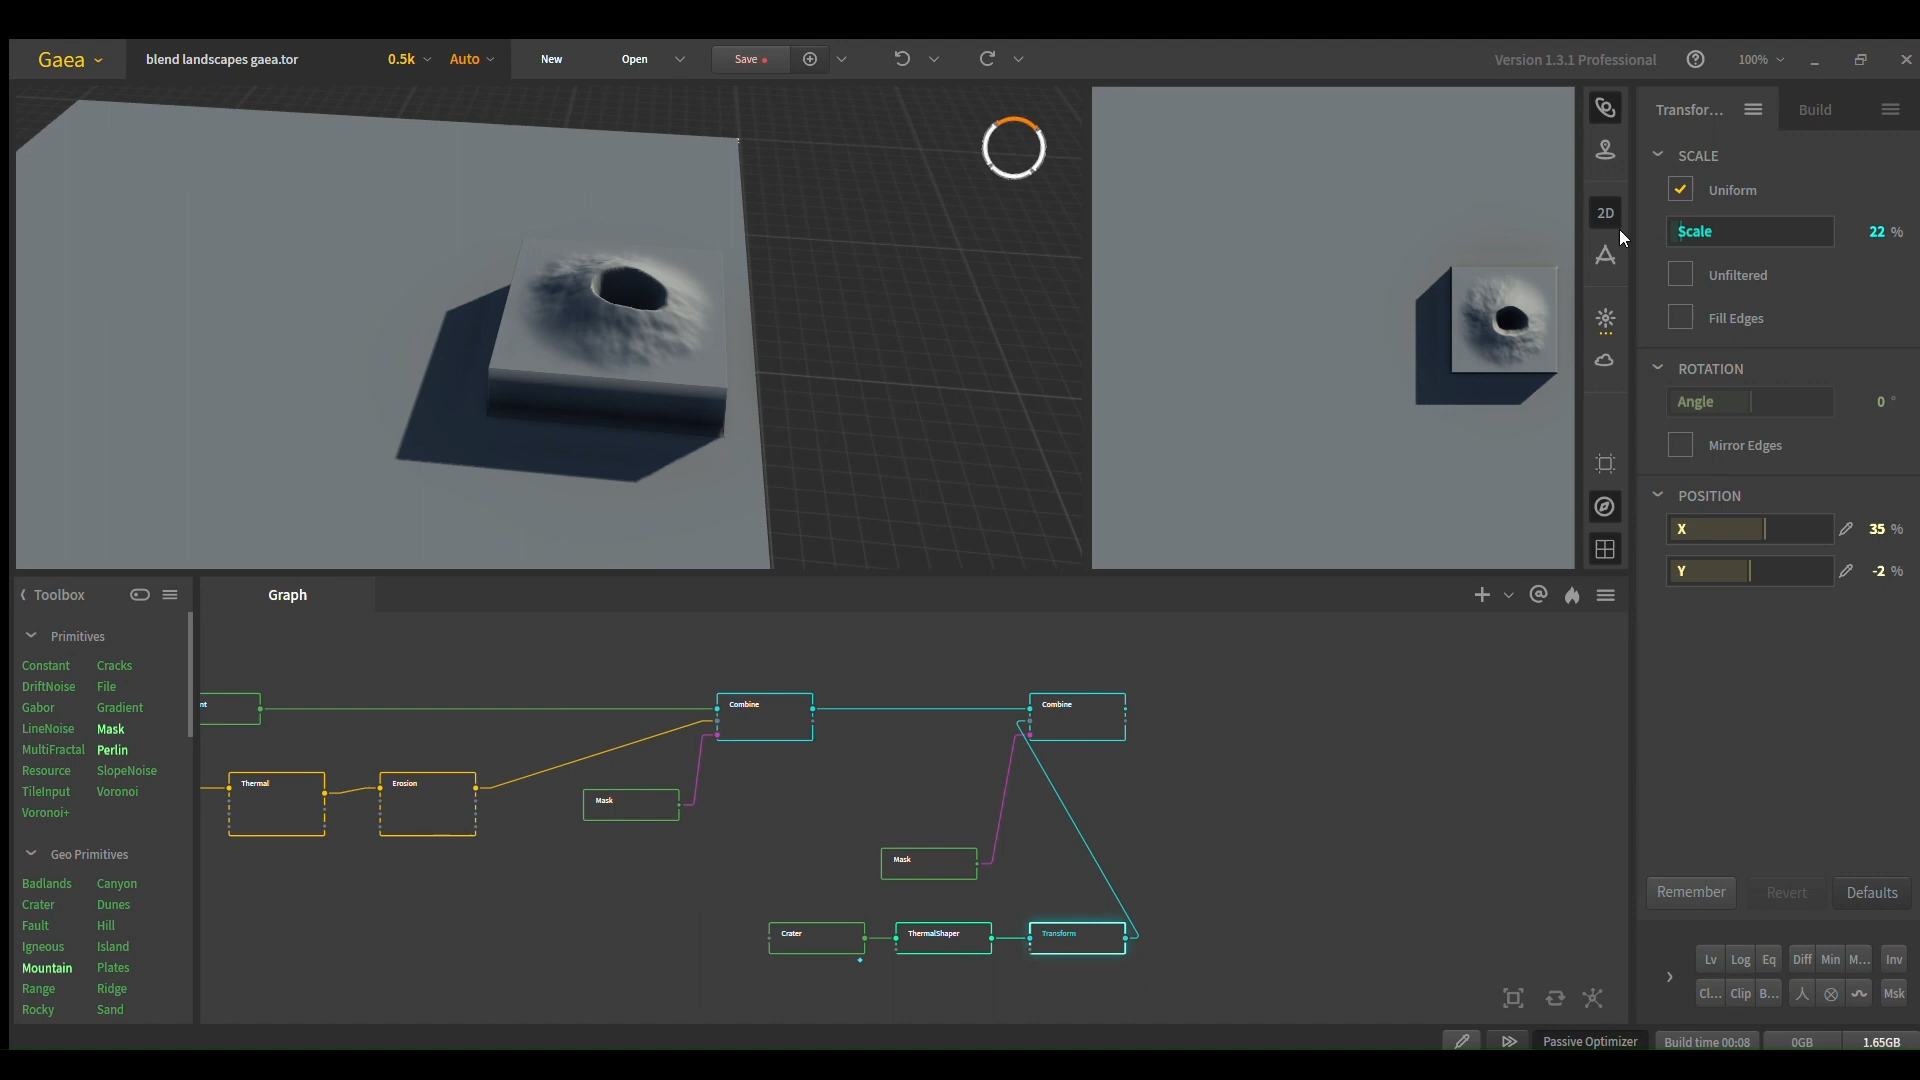 Gaea
blend landscapes gaea.tor
0.5k
Auto
New
Open
Save
Version 1.3.1 Professional
100%
Transfor...
Build
SCALE
Uniform
Scale 22 %
Unfiltered
Fill Edges
ROTATION
Angle 0 °
Mirror Edges
POSITION
X 35 %
Y -2 %
2D
Toolbox
Graph
Primitives
Constant Cracks
DriftNoise File
Gabor Gradient
LineNoise Mask
MultiFractal Perlin
Resource SlopeNoise
TileInput Voronoi
Voronoi+
Geo Primitives
Badlands Canyon
Crater Dunes
Fault Hill
Igneous Island
Mountain Plates
Range Ridge
Rocky Sand
nt
Combine
Combine
Thermal
Erosion
Mask
Mask
Crater
ThermalShaper
Transform
Remember Revert Defaults
Lv Log Eq Diff Min M... Inv
Cl... Clip B... Msk
Passive Optimizer
Build time 00:08
0GB
1.65GB